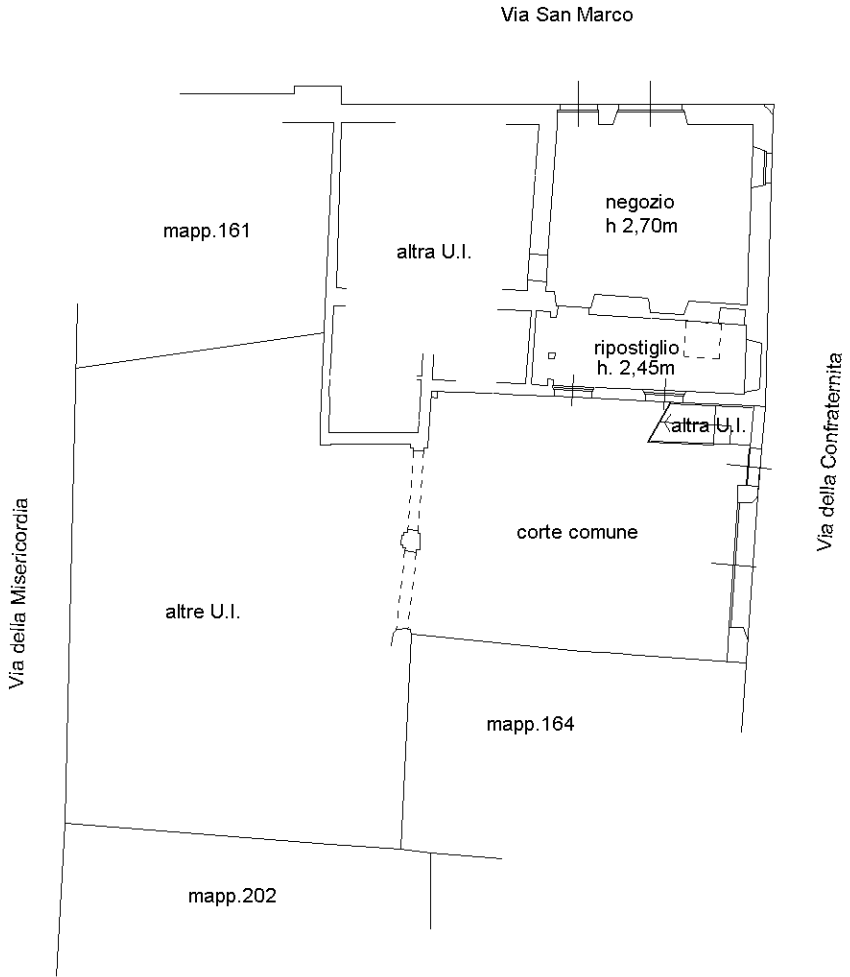 Via San Marco
negozio
h 2,70m
mapp.161
altra U.I.
ripostiglio
h. 2,45m
altra U.I.
Via della Confraternita
corte comune
Via della Misericordia
altre U.I.
mapp.164
mapp.202